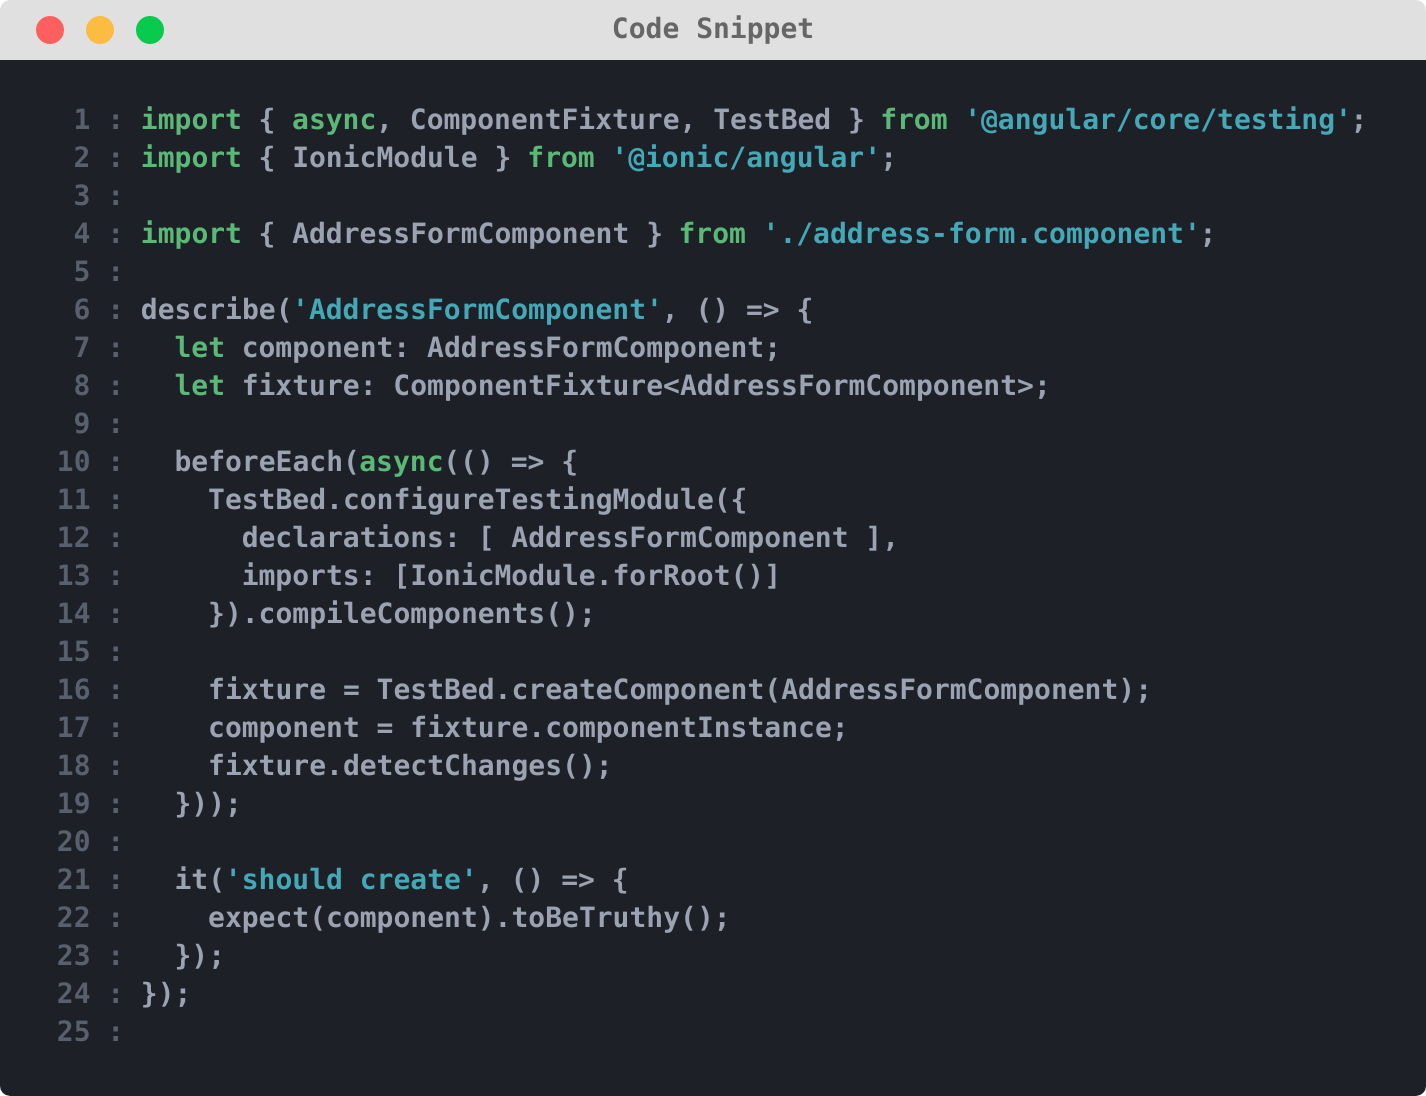 Code Snippet
1 : import { async, ComponentFixture, TestBed } from '@angular/core/testing';
2 : import { IonicModule } from '@ionic/angular';
3 :
4 : import { AddressFormComponent } from './address-form.component';
5 :
6 : describe('AddressFormComponent', () => {
7 :   let component: AddressFormComponent;
8 :   let fixture: ComponentFixture<AddressFormComponent>;
9 :
10 :   beforeEach(async(() => {
11 :     TestBed.configureTestingModule({
12 :       declarations: [ AddressFormComponent ],
13 :       imports: [IonicModule.forRoot()]
14 :     }).compileComponents();
15 :
16 :     fixture = TestBed.createComponent(AddressFormComponent);
17 :     component = fixture.componentInstance;
18 :     fixture.detectChanges();
19 :   }));
20 :
21 :   it('should create', () => {
22 :     expect(component).toBeTruthy();
23 :   });
24 : });
25 :